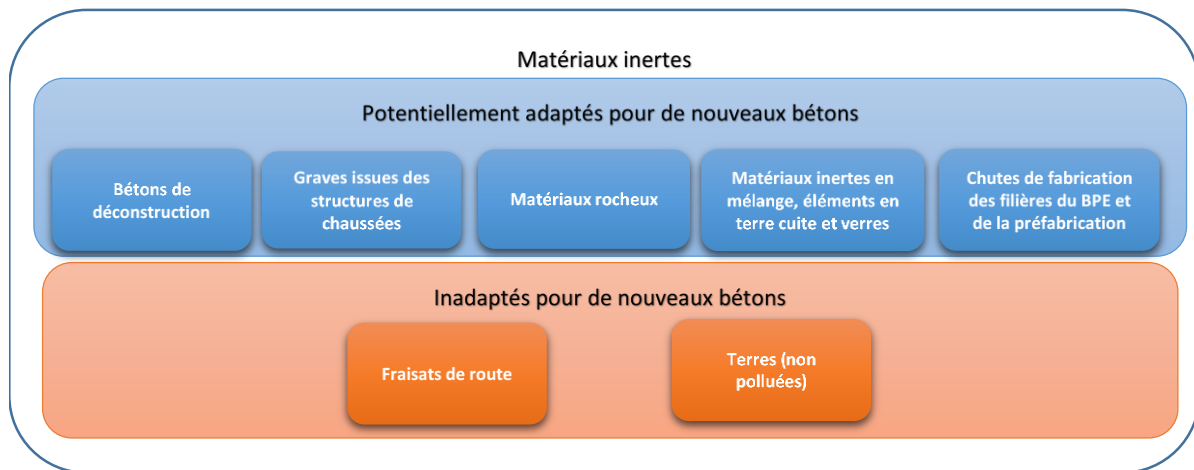 Matériaux inertes
Potentiellement adaptés pour de nouveaux bétons
Bétons de
déconstruction
Graves issues des
structures de
chaussées
Matériaux rocheux
Matériaux inertes en
mélange, éléments en
terre cuite et verres
Chutes de fabrication
des filières du BPE et
de la préfabrication
Inadaptés pour de nouveaux bétons
Fraisats de route
Terres (non
polluées)